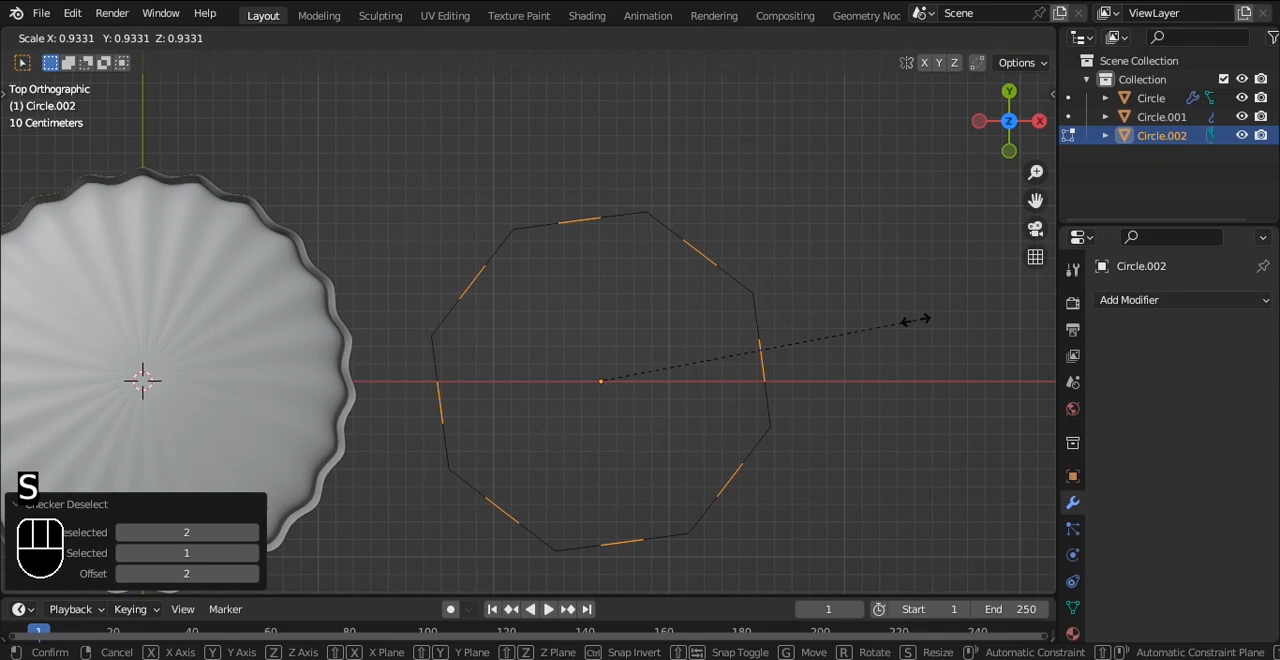 File Edit Render Window Help Layout Modeling Sculpting UV Editing Texture Paint Shading Animation Rendering Compositing Geometry Noc Scene ViewLayer
Scale X: 0.9331 Y: 0.9331 Z: 0.9331
X Y Z Options
Top Orthographic
(1) Circle.002
10 Centimeters
Y
Z
X
Scene Collection
Collection
Circle
Circle.001
Circle.002
Circle.002
Add Modifier
S
Checker Deselect
eselected 2
Selected 1
Offset 2
Playback Keying View Marker 1 Start 1 End 250
1 20 40 60 80 100 120 140 160 180 200 220 240
Confirm Cancel X X Axis Y Y Axis Z Z Axis X X Plane Y Y Plane Z Z Plane Ctrl Snap Invert Snap Toggle G Move R Rotate S Resize Automatic Constraint Automatic Constraint Plane